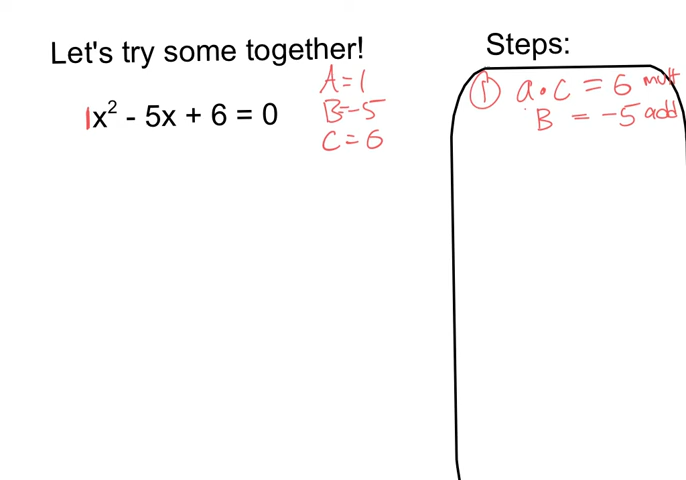 Let's try some together!
1x² - 5x + 6 = 0
A = 1
B = -5
C = 6
Steps:
① a • c = 6 mult
B = -5 add